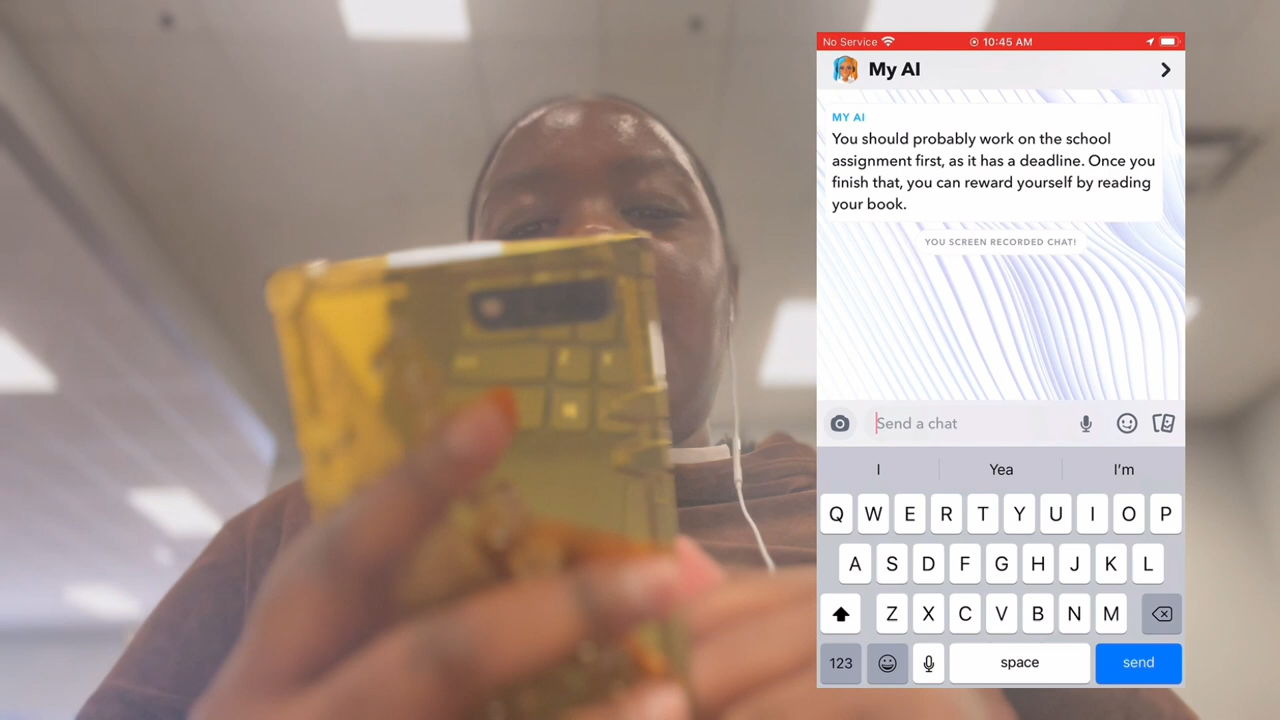 No Service 10:45 AM
My AI
MY AI
You should probably work on the school
assignment first, as it has a deadline. Once you
finish that, you can reward yourself by reading
your book.
YOU SCREEN RECORDED CHAT!
Send a chat
I Yea I'm
Q W E R T Y U I O P
A S D F G H J K L
Z X C V B N M
123 space send